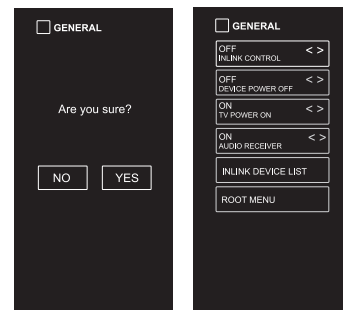 GENERAL
Are you sure?
NO YES
GENERAL
OFF < >
INLINK CONTROL
OFF < >
DEVICE POWER OFF
ON < >
TV POWER ON
ON < >
AUDIO RECEIVER
INLINK DEVICE LIST
ROOT MENU